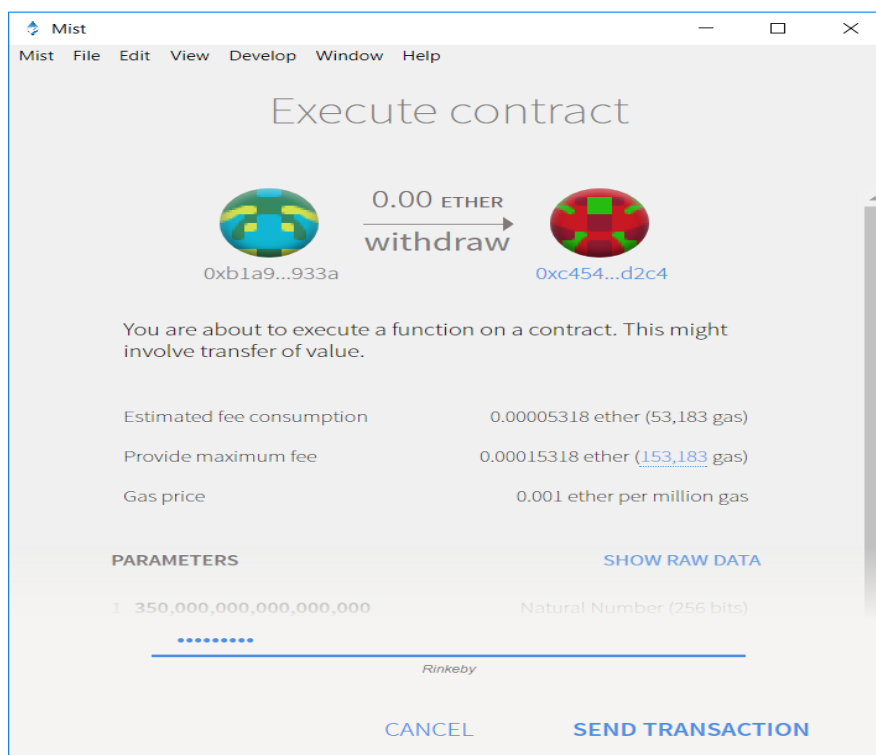 Mist
Mist File Edit View Develop Window Help
Execute contract
0.00 ETHER
withdraw
0xb1a9...933a 0xc454...d2c4
You are about to execute a function on a contract. This might
involve transfer of value.
Estimated fee consumption 0.00005318 ether (53,183 gas)
Provide maximum fee 0.00015318 ether (153,183 gas)
Gas price 0.001 ether per million gas
PARAMETERS SHOW RAW DATA
1. 350,000,000,000,000,000 Natural Number (256 bits)
•••••••••
Rinkeby
CANCEL SEND TRANSACTION